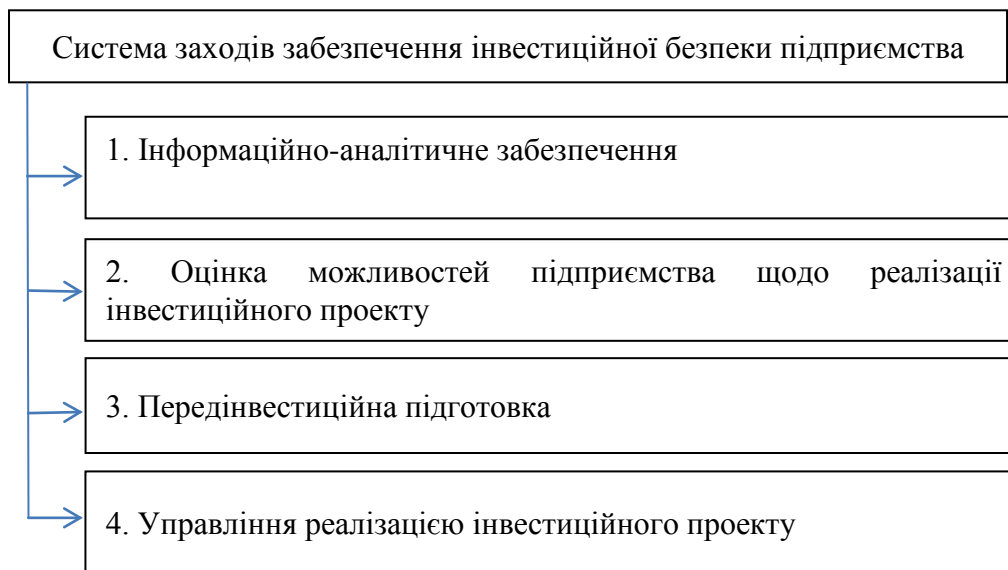 Система заходів забезпечення інвестиційної безпеки підприємства
1. Інформаційно-аналітичне забезпечення
2. Оцінка можливостей підприємства щодо реалізації
інвестиційного проекту
3. Передінвестиційна підготовка
4. Управління реалізацією інвестиційного проекту